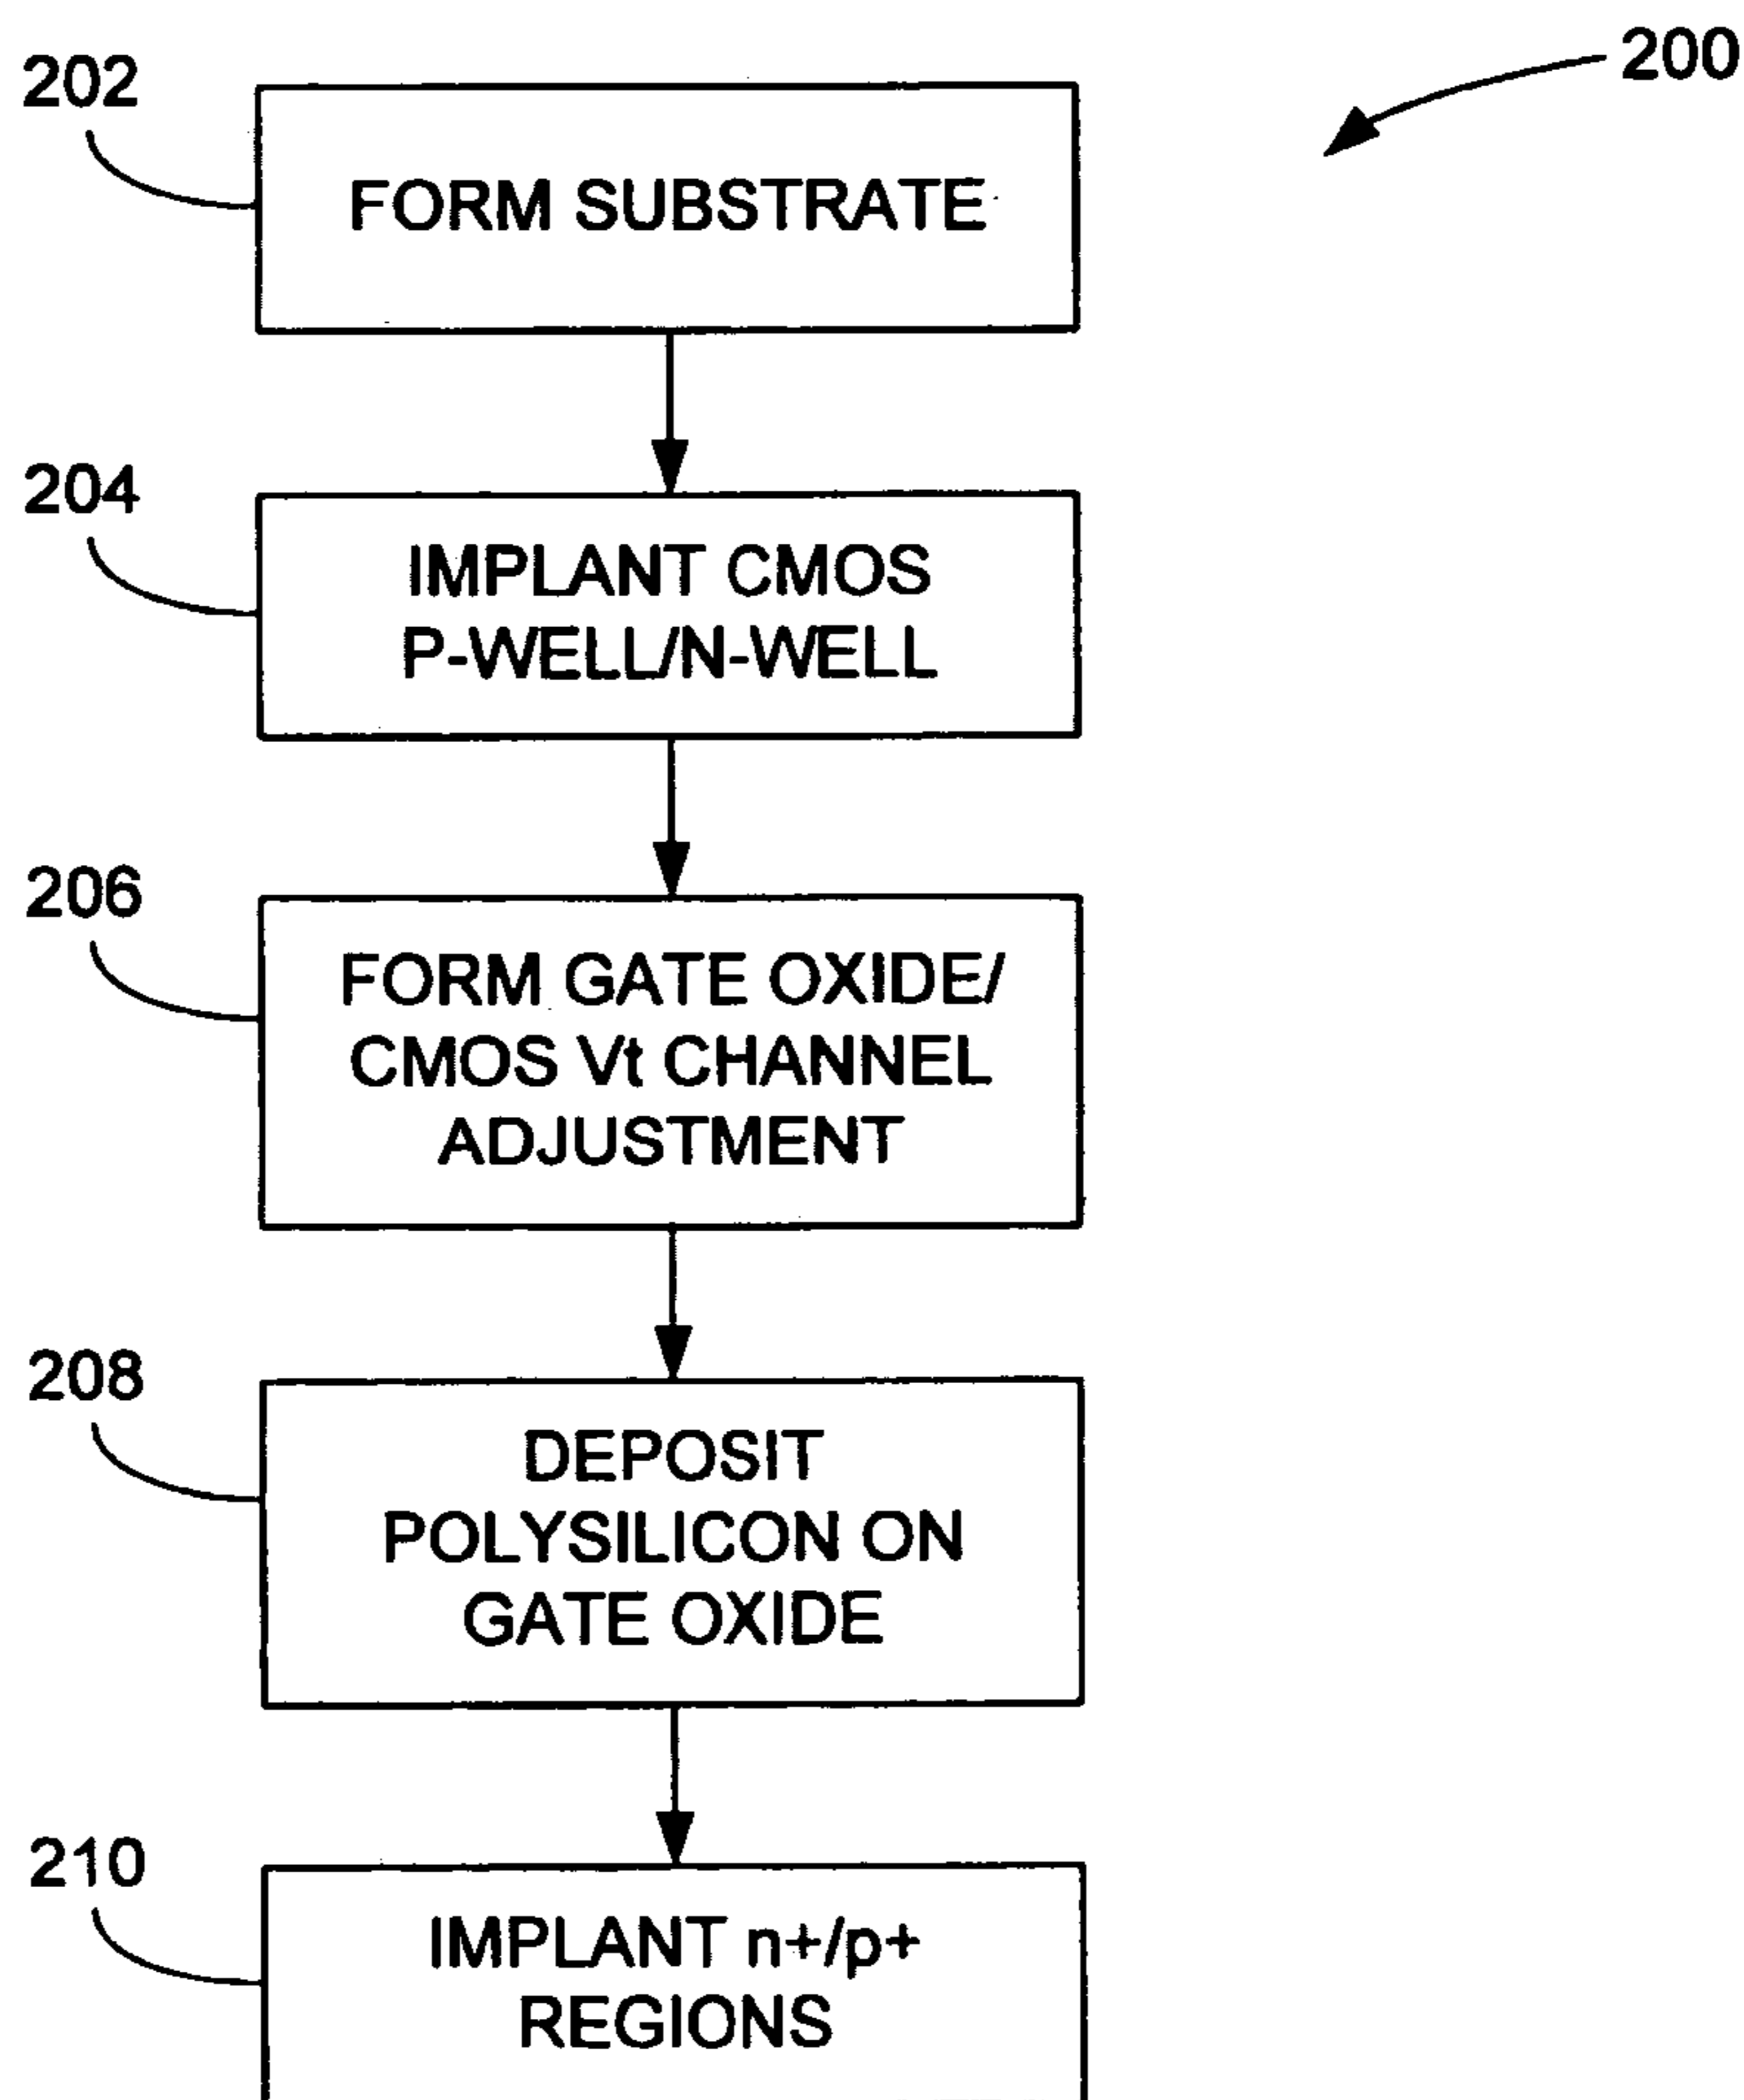 200
202
FORM SUBSTRATE
204
IMPLANT CMOS
P-WELL/N-WELL
206
FORM GATE OXIDE/
CMOS Vt CHANNEL
ADJUSTMENT
208
DEPOSIT
POLYSILICON ON
GATE OXIDE
210
IMPLANT n+/p+
REGIONS